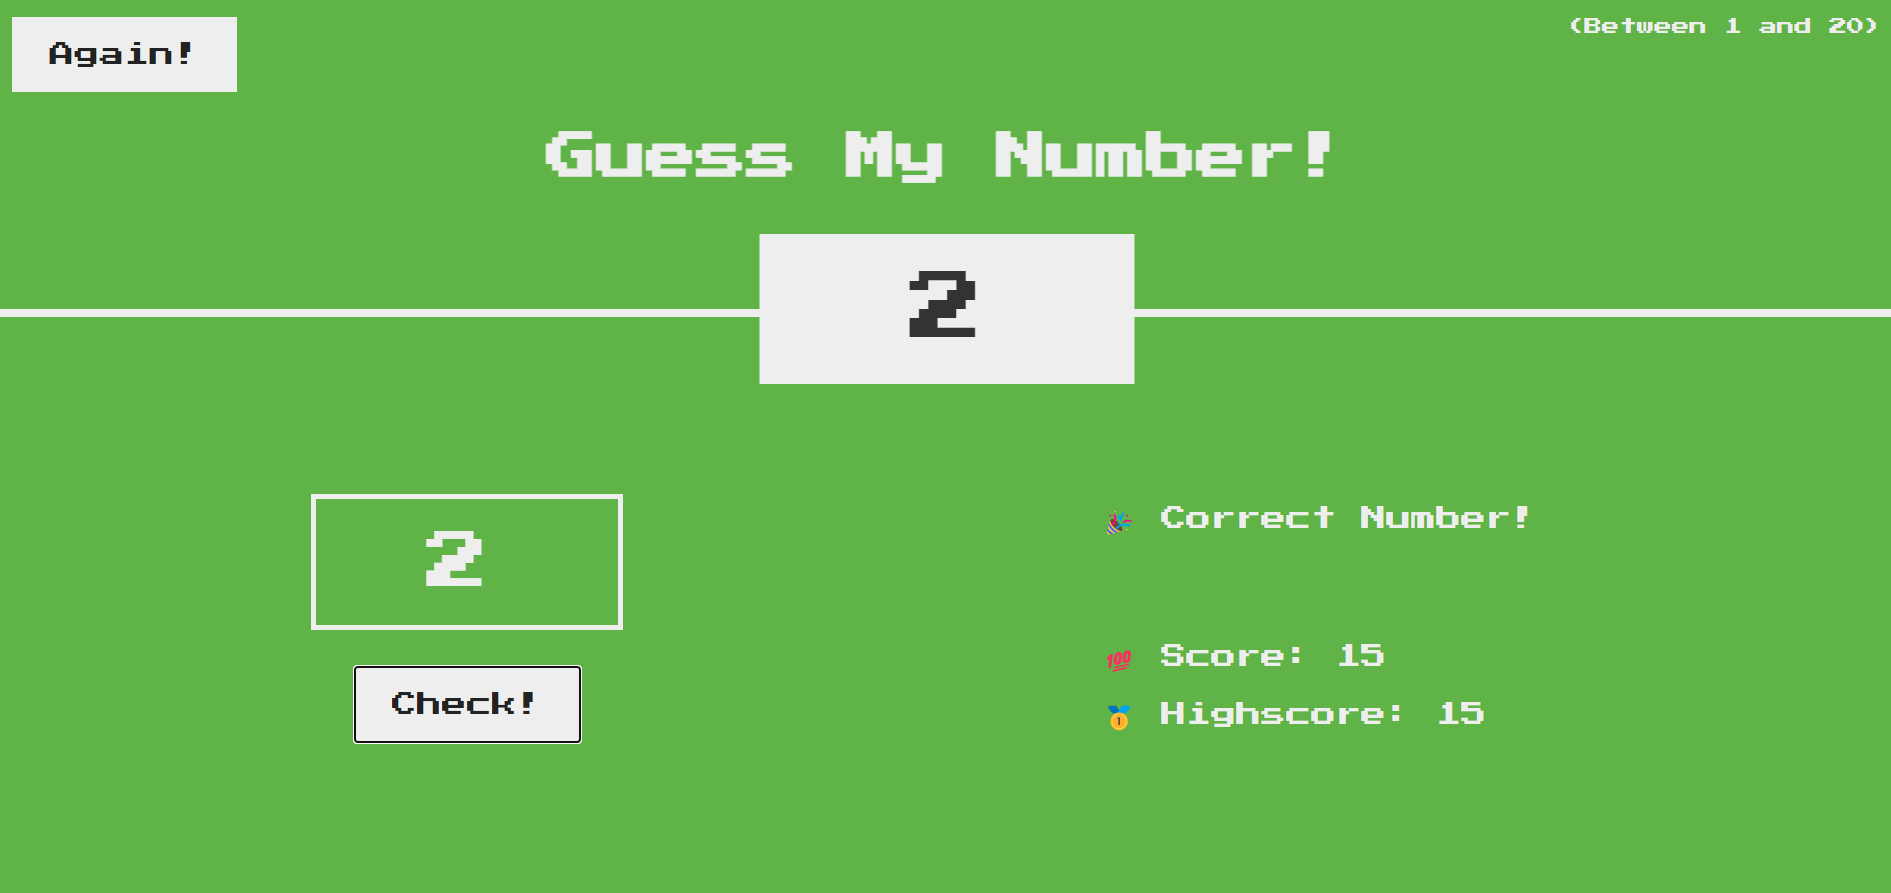 Again!
(Between 1 and 20)
Guess My Number!
2
2
Check!
🎉 Correct Number!
💯 Score: 15
🥇 Highscore: 15